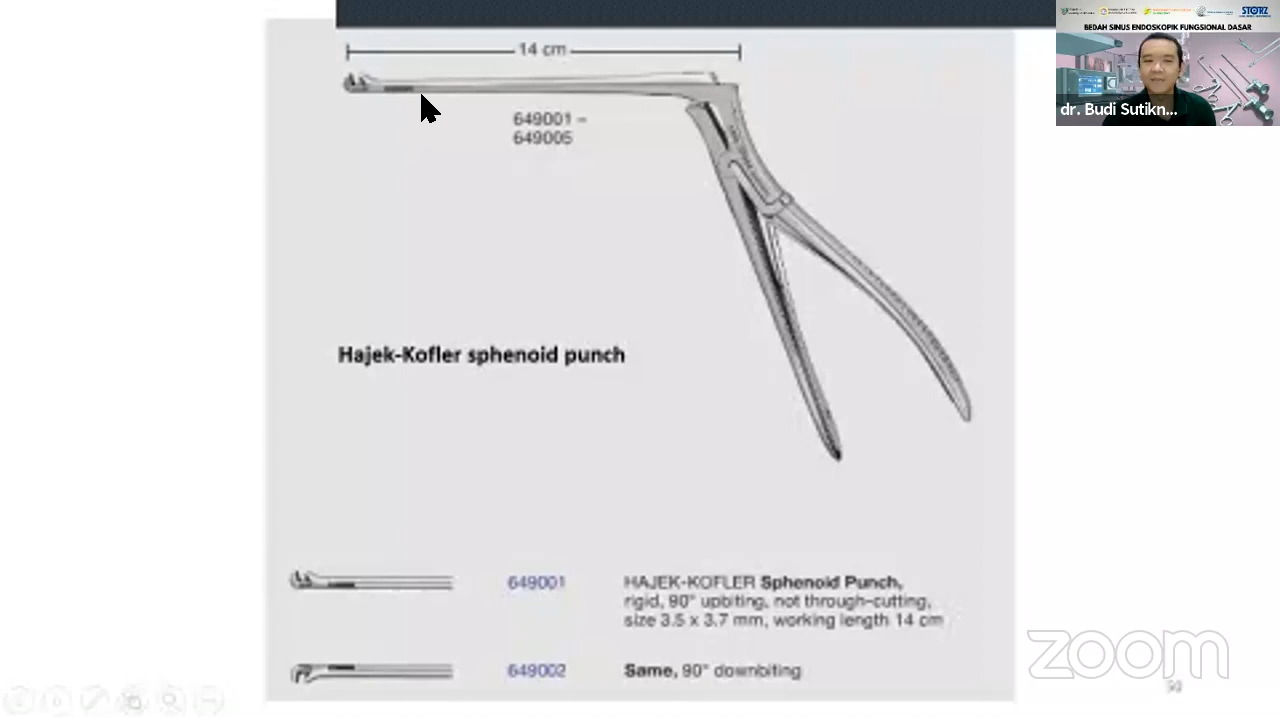 STORZ
BEDAH SINUS ENDOSKOPIK FUNGSIONAL DASAR
dr. Budi Sutikn...
14 cm
649001 –
649005
Hajek-Kofler sphenoid punch
649001
HAJEK-KOFLER Sphenoid Punch,
rigid, 90° upbiting, not through-cutting,
size 3.5 x 3.7 mm, working length 14 cm
649002
Same, 90° downbiting
zoom